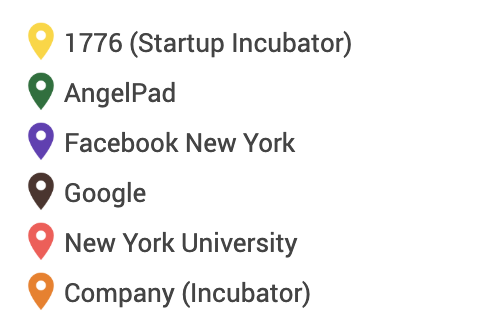 1776 (Startup Incubator)
AngelPad
Facebook New York
Google
New York University
Company (Incubator)